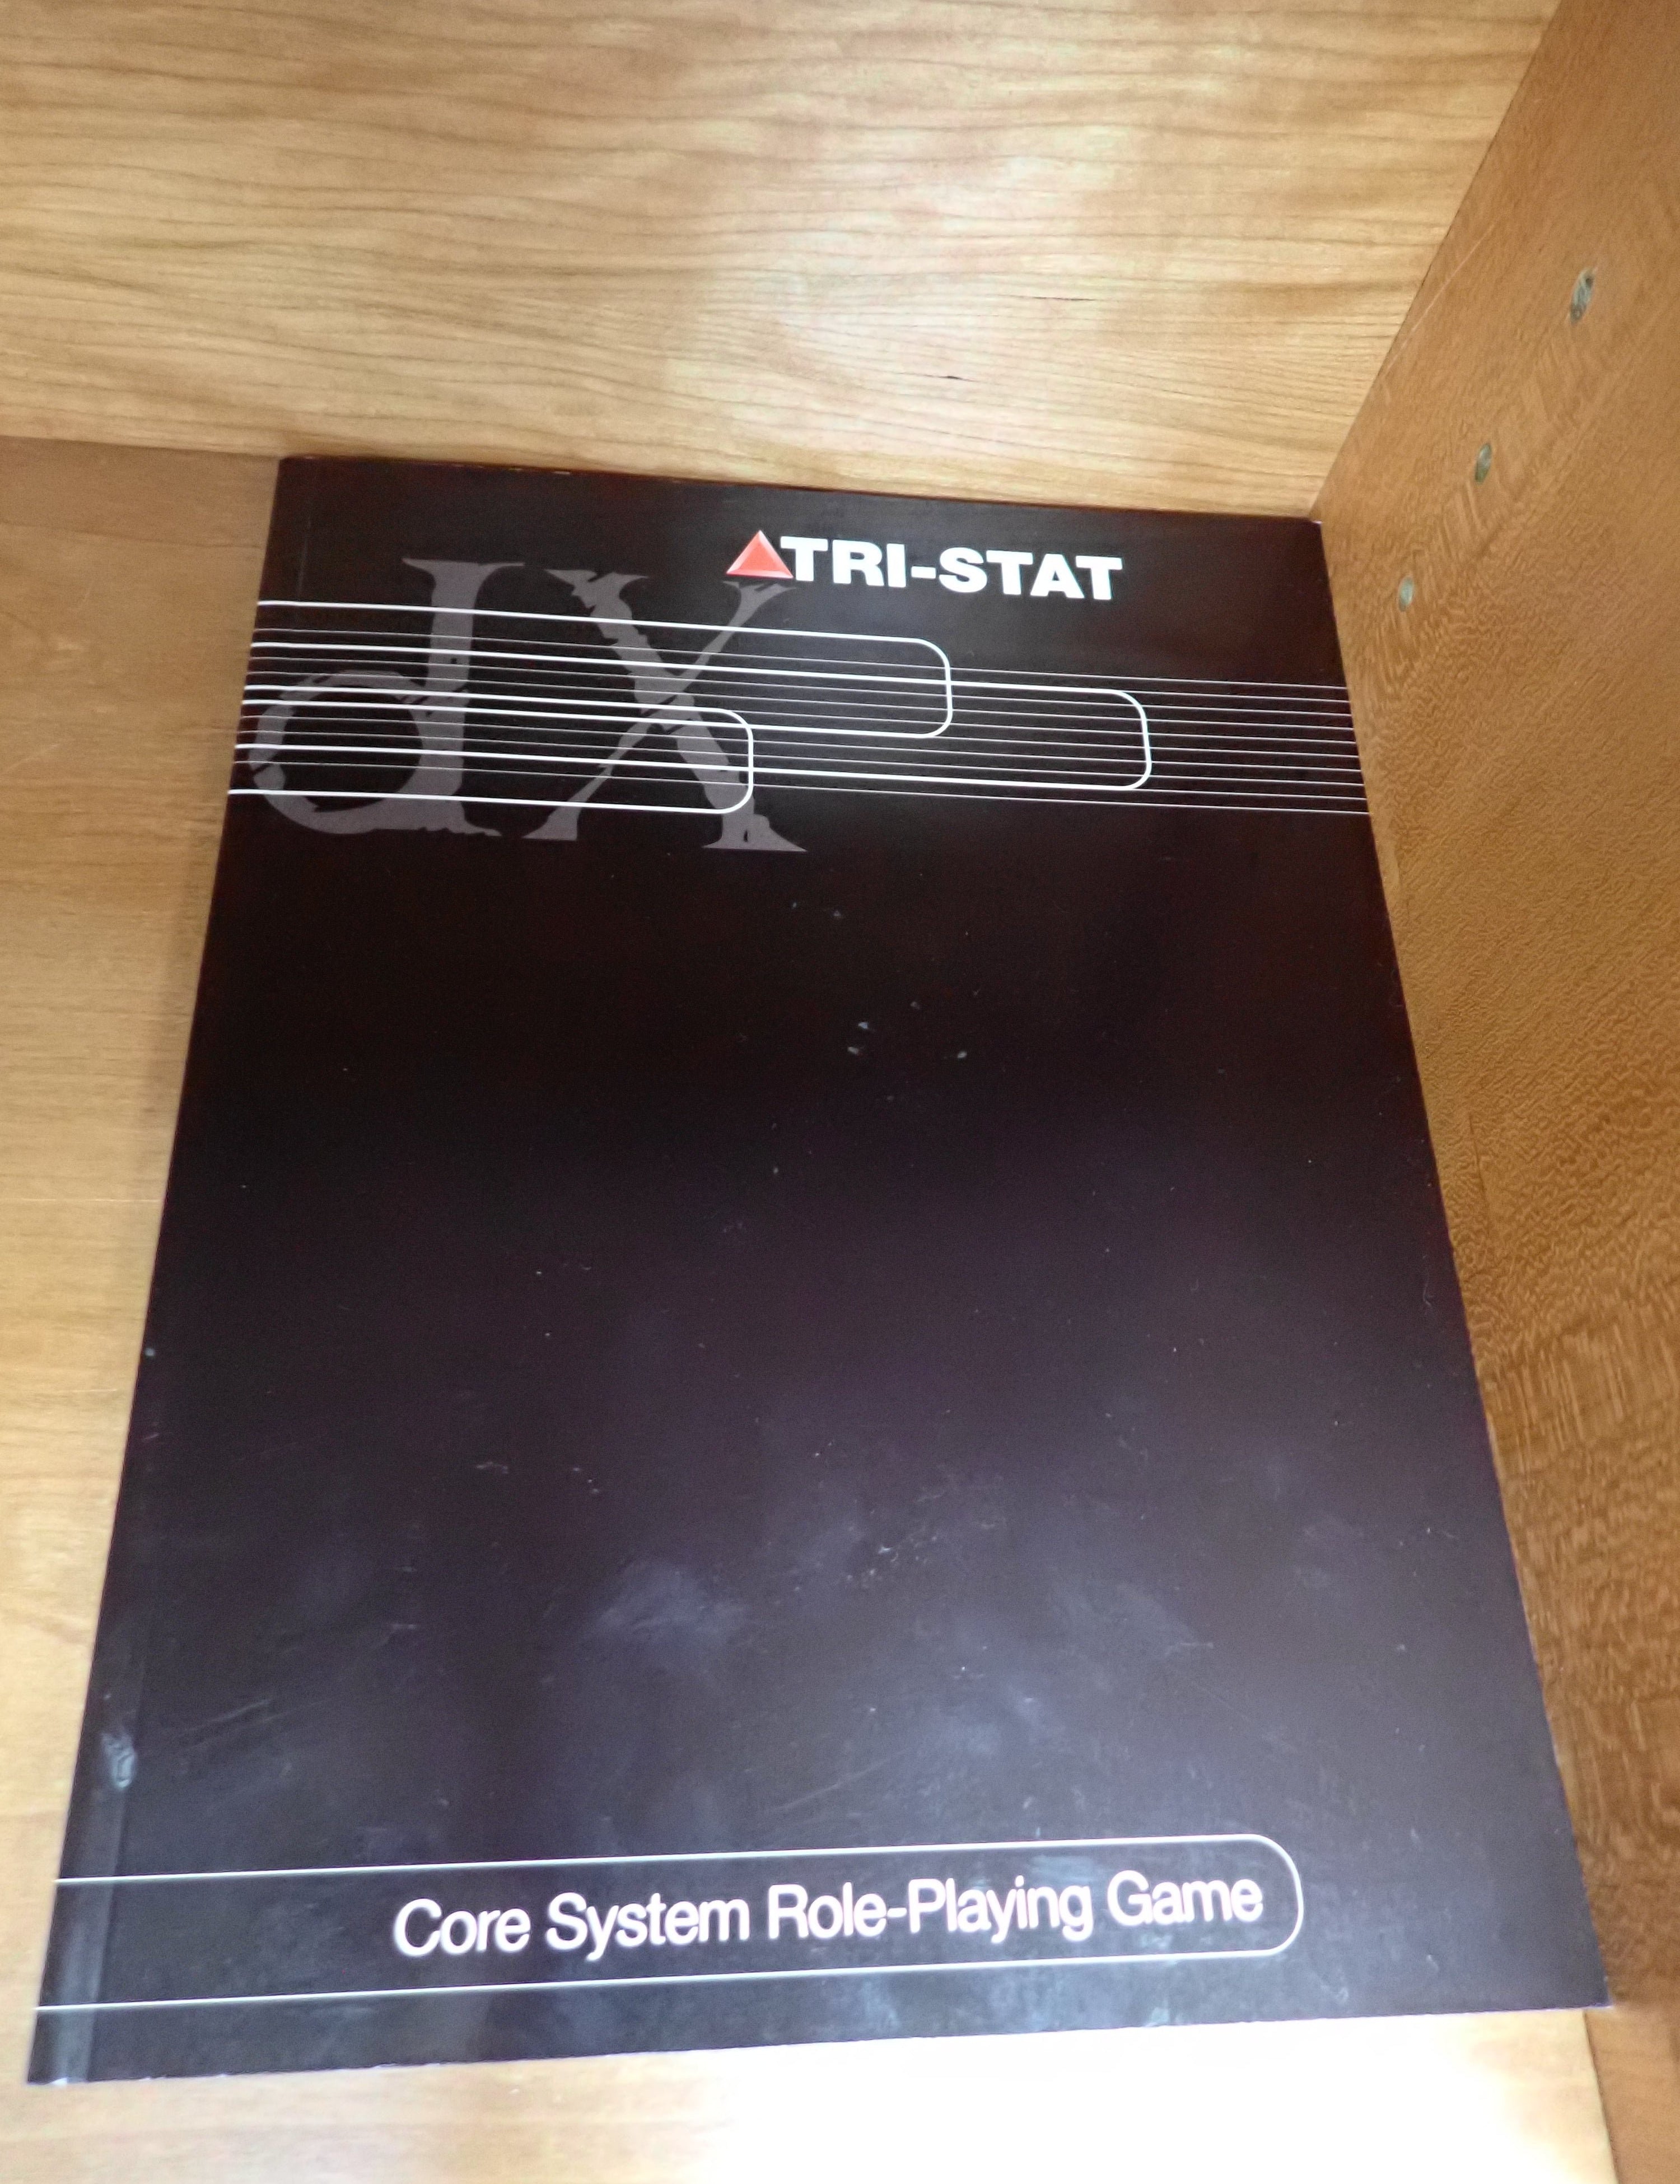 TRI-STAT
dX
Core System Role-Playing Game